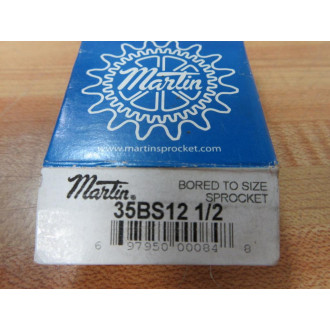 Martin
www.martinsprocket.com
Martin
BORED TO SIZE
SPROCKET
35BS12 1/2
6 97950 00084 8